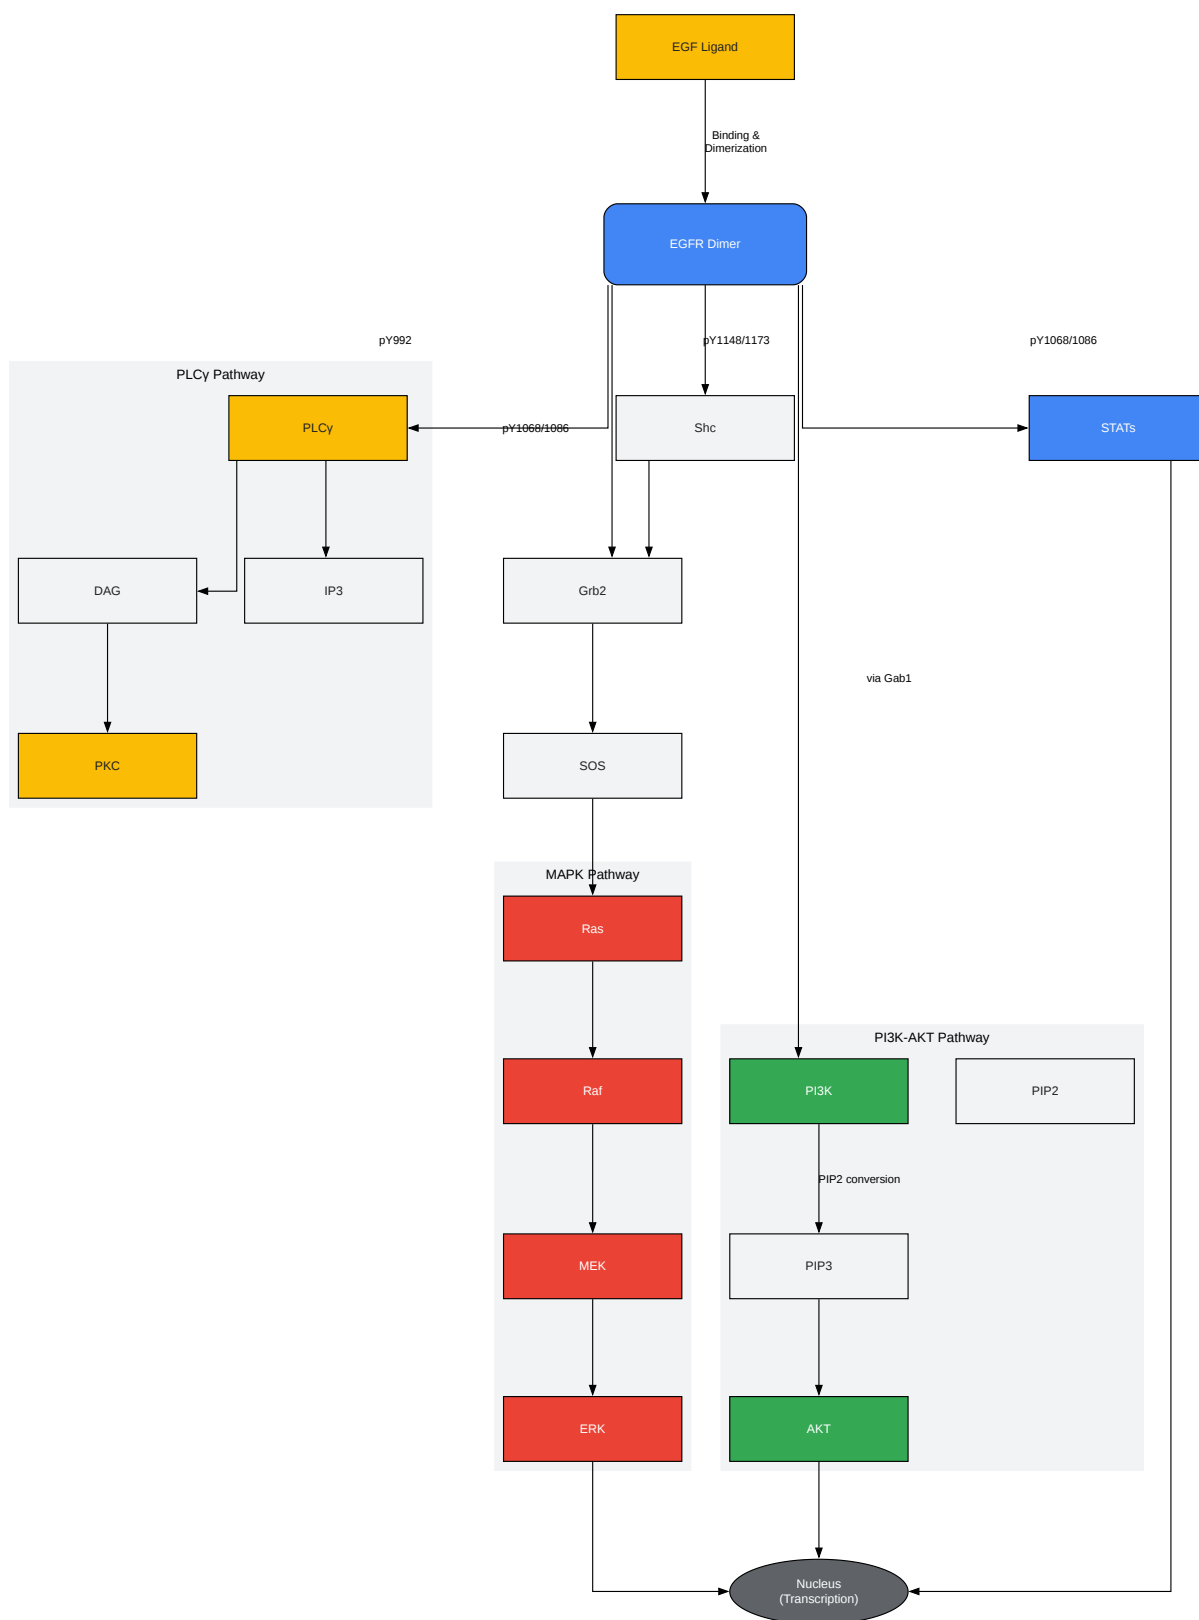 EGF Ligand
Binding &
Dimerization
EGFR Dimer
pY992
pY1148/1173
pY1068/1086
PLCγ Pathway
PLCγ
pY1068/1086
Shc
STATs
DAG
IP3
Grb2
via Gab1
PKC
SOS
MAPK Pathway
Ras
PI3K-AKT Pathway
Raf
PI3K
PIP2
PIP2 conversion
MEK
PIP3
ERK
AKT
Nucleus
(Transcription)